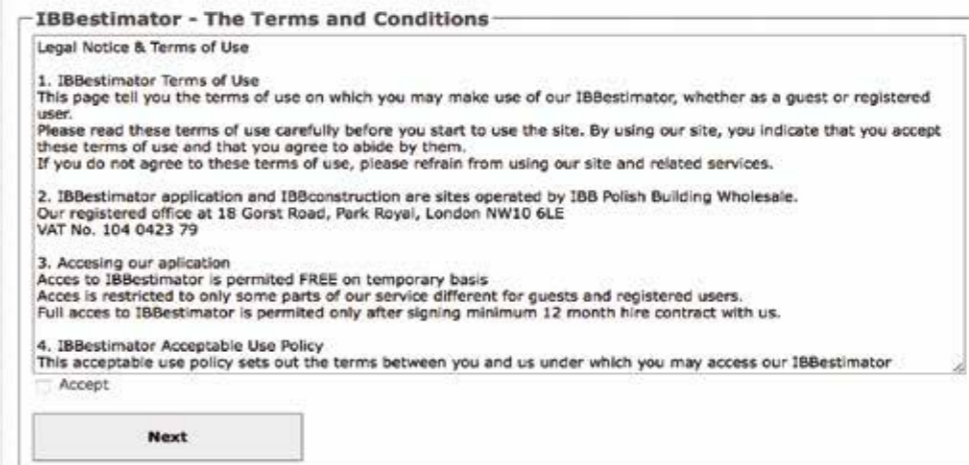 IBBestimator - The Terms and Conditions
Legal Notice & Terms of Use
1. IBBestimator Terms of Use
This page tell you the terms of use on which you may make use of our IBBestimator, whether as a guest or registered
user.
Please read these terms of use carefully before you start to use the site. By using our site, you indicate that you accept
these terms of use and that you agree to abide by them.
If you do not agree to these terms of use, please refrain from using our site and related services.
2. IBBestimator application and IBBconstruction are sites operated by IBB Polish Building Wholesale.
Our registered office at 18 Gorst Road, Park Royal, London NW10 6LE
VAT No. 104 0423 79
3. Accesing our aplication
Acces to IBBestimator is permited FREE on temporary basis
Acces is restricted to only some parts of our service different for guests and registered users.
Full acces to IBBestimator is permited only after signing minimum 12 month hire contract with us.
4. IBBestimator Acceptable Use Policy
This acceptable use policy sets out the terms between you and us under which you may access our IBBestimator
Accept
Next